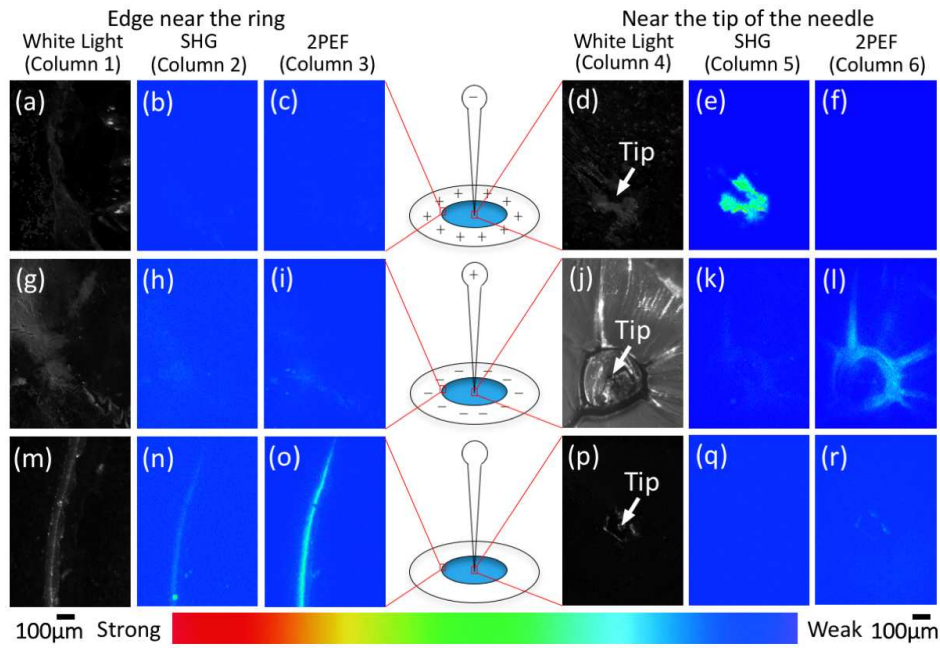 Edge near the ring
Near the tip of the needle
White Light
(Column 1)
SHG
(Column 2)
2PEF
(Column 3)
White Light
(Column 4)
SHG
(Column 5)
2PEF
(Column 6)
(a)
(b)
(c)
−
+ + + + + + + + + +
(d)
Tip
(e)
(f)
(g)
(h)
(i)
+
− − − − − − − − − −
(j)
Tip
(k)
(l)
(m)
(n)
(o)
(p)
Tip
(q)
(r)
100μm
Strong
Weak
100μm